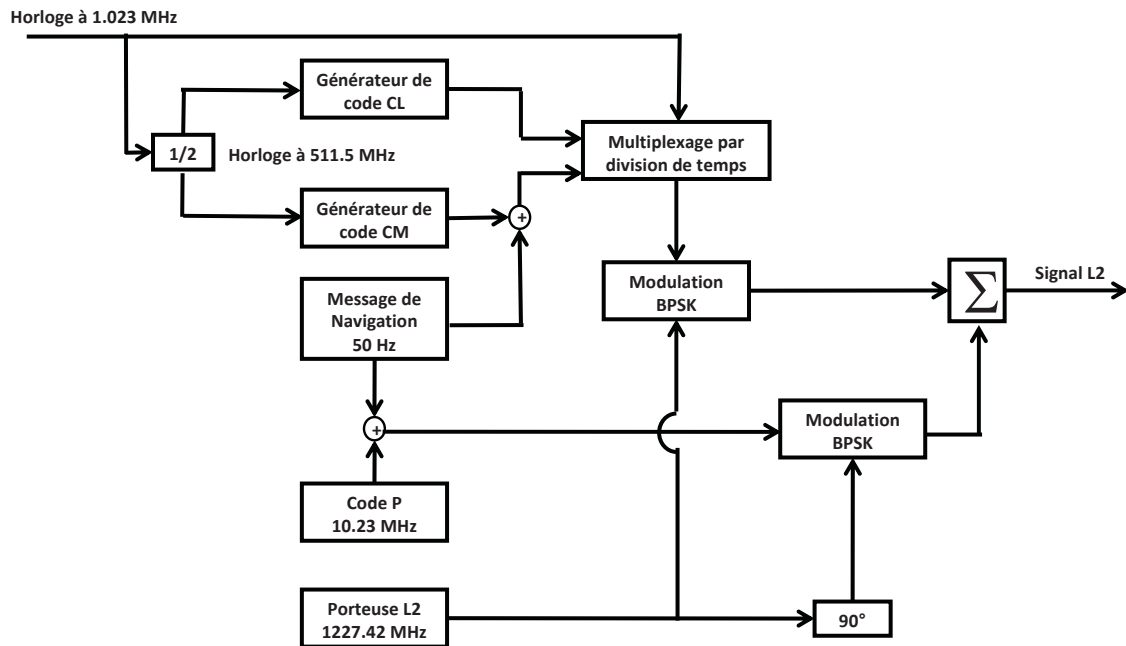 Horloge à 1.023 MHz
Générateur de
code CL
1/2
Horloge à 511.5 MHz
Multiplexage par
division de temps
Générateur de
code CM
+
Modulation
BPSK
Σ
Signal L2
Message de
Navigation
50 Hz
+
Modulation
BPSK
Code P
10.23 MHz
Porteuse L2
1227.42 MHz
90°